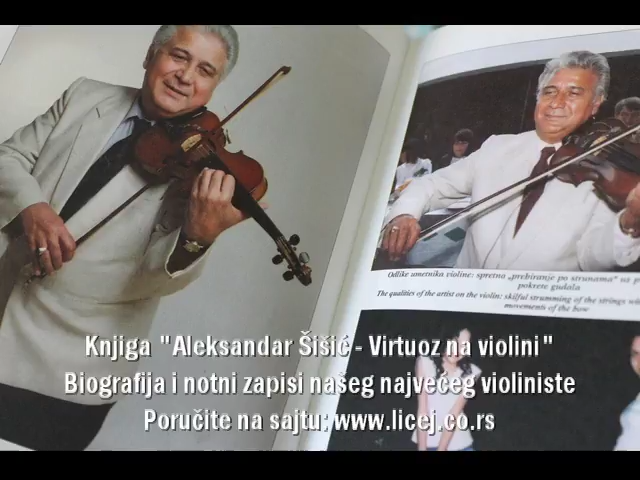 Odlike umetnika violine: spretno „prebiranje po strunama" uz
pokrete gudala
The qualities of the artist on the violin: skilful strumming of the strings
movements of the bow
Knjiga "Aleksandar Šišić - Virtuoz na violini"
Biografija i notni zapisi našeg najvećeg violiniste
Poručite na sajtu: www.licej.co.rs